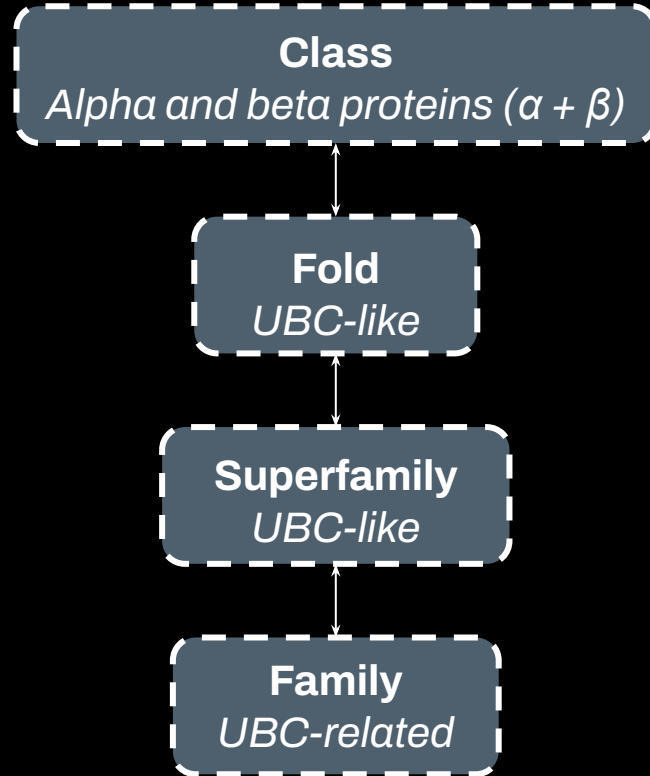 Class
Alpha and beta proteins (α + β)
Fold
UBC-like
Superfamily
UBC-like
Family
UBC-related